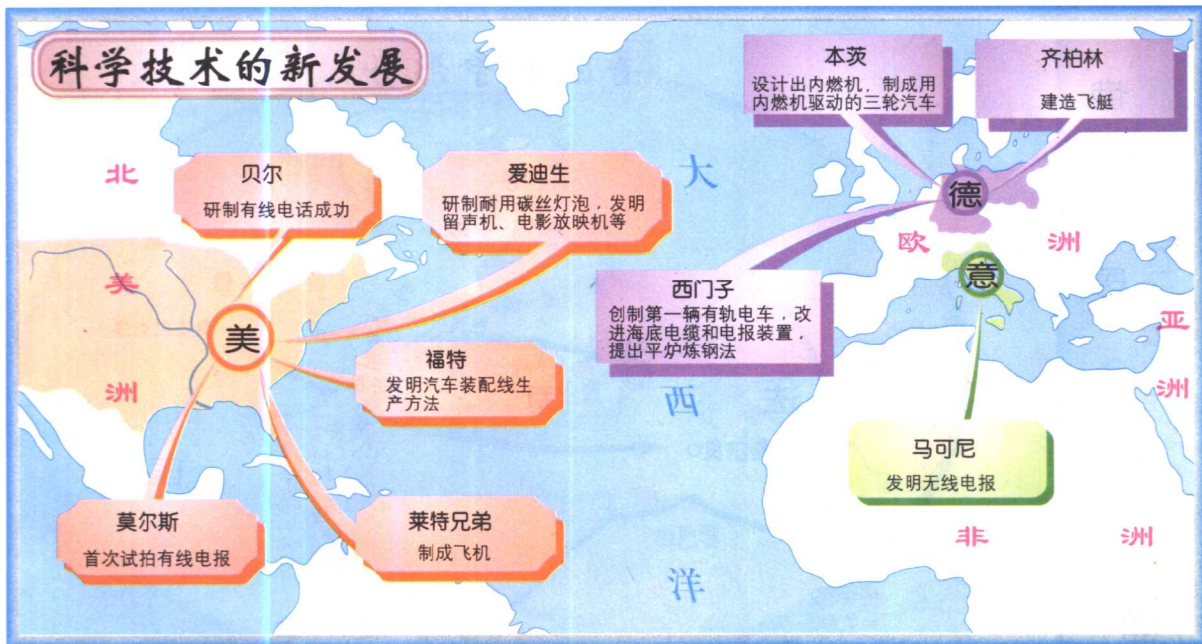 科学技术的新发展
本茨
设计出内燃机，制成用
内燃机驱动的三轮汽车
齐柏林
建造飞艇
贝尔
研制有线电话成功
爱迪生
研制耐用碳丝灯泡，发明
留声机、电影放映机等
西门子
创制第一辆有轨电车，改
进海底电缆和电报装置，
提出平炉炼钢法
福特
发明汽车装配线生
产方法
马可尼
发明无线电报
莫尔斯
首次试拍有线电报
莱特兄弟
制成飞机
美
德
意
北
美
洲
大
西
洋
欧
洲
亚
洲
非
洲